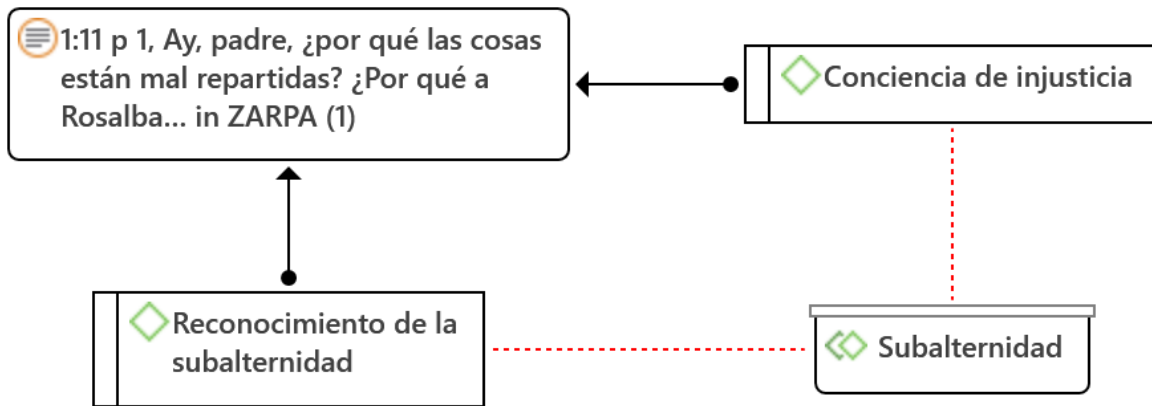 1:11 p 1, Ay, padre, ¿por qué las cosas
están mal repartidas? ¿Por qué a
Rosalba... in ZARPA (1)
Conciencia de injusticia
Reconocimiento de la
subalternidad
Subalternidad